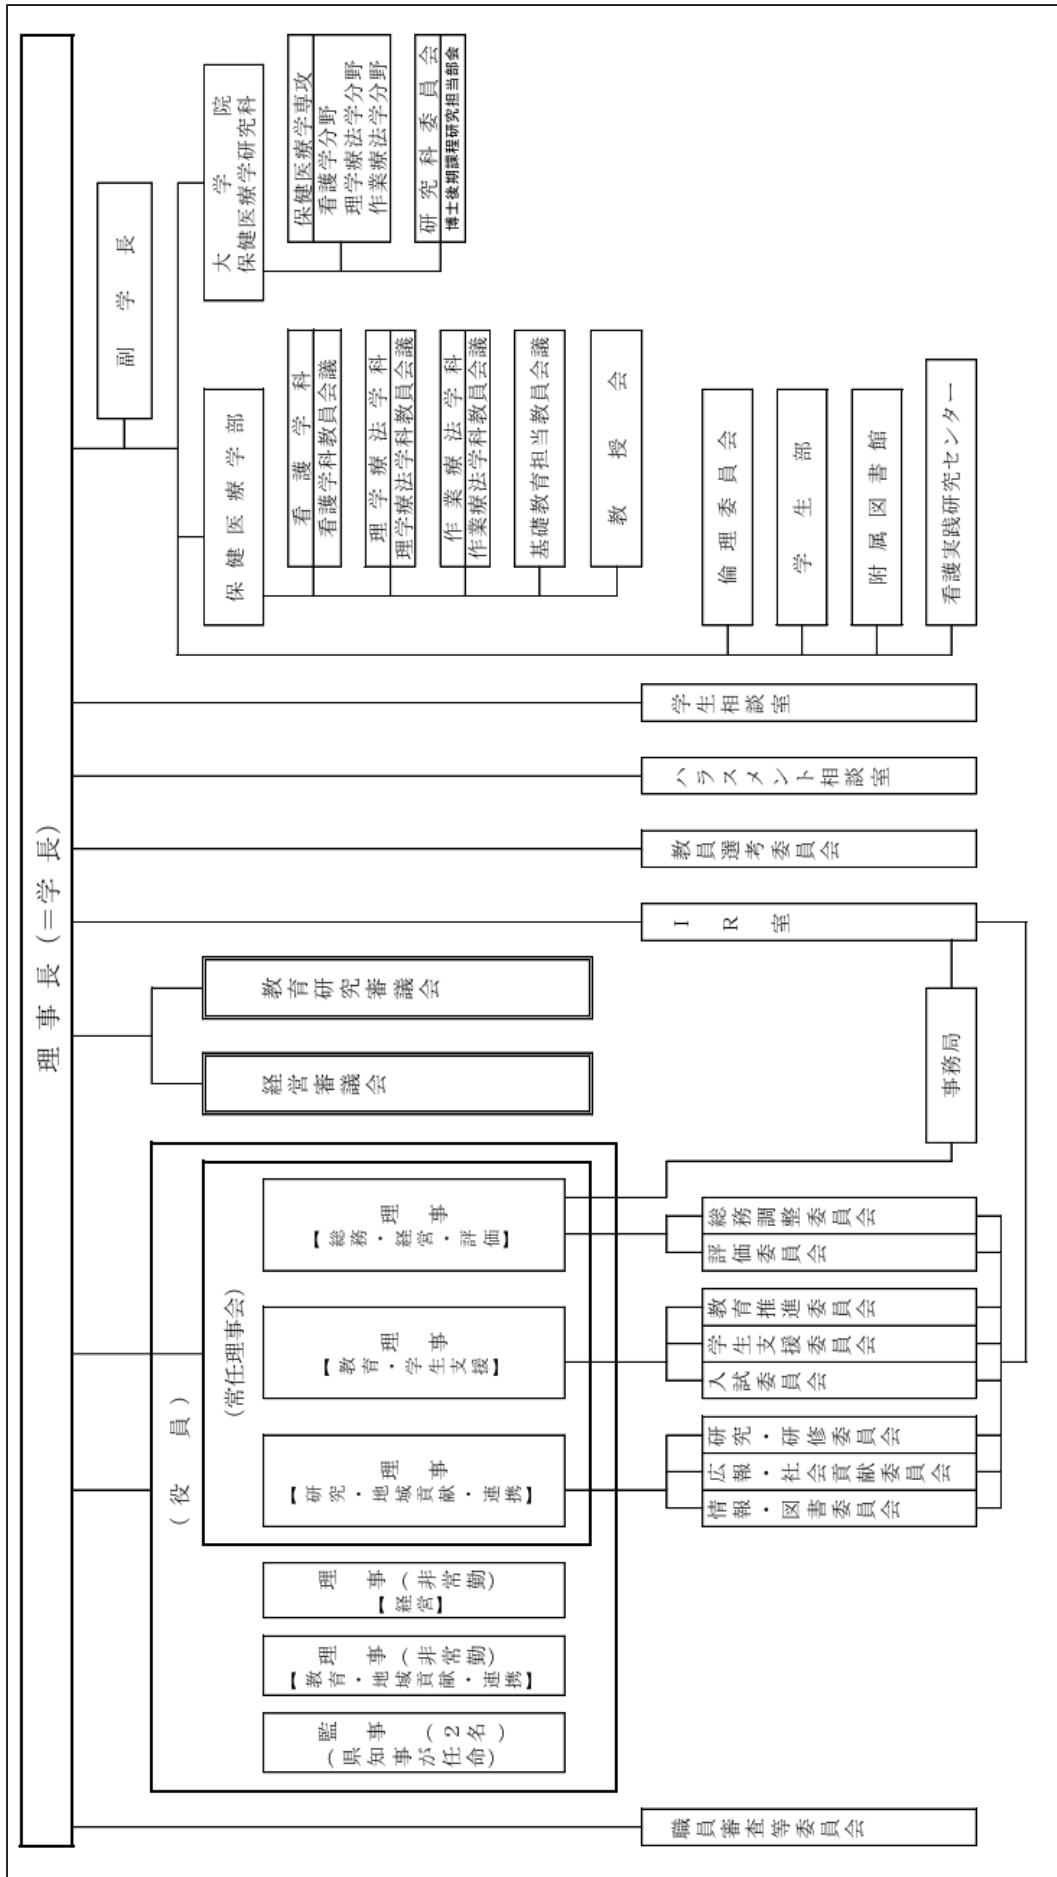 理事長(＝学長)
副学長
大学院
保健医療学研究科
保健医療学専攻
看護学分野
理学療法学分野
作業療法学分野
研究科委員会
博士後期課程研究担当部会
保健医療学部
看護学科
看護学科教員会議
理学療法学科
理学療法学科教員会議
作業療法学科
作業療法学科教員会議
基礎教育担当教員会議
教授会
倫理委員会
学生部
附属図書館
看護実践研究センター
学生相談室
ハラスメント相談室
教員選考委員会
ＩＲ室
教育研究審議会
経営審議会
事務局
(役員)
(常任理事会)
理事
【総務・経営・評価】
総務調整委員会
評価委員会
理事
【教育・学生支援】
教育推進委員会
学生支援委員会
入試委員会
理事
【研究・地域貢献・連携】
研究・研修委員会
広報・社会貢献委員会
情報・図書委員会
理事(非常勤)
【経営】
理事(非常勤)
【教育・地域貢献・連携】
監事(２名)
(県知事が任命)
職員審査等委員会